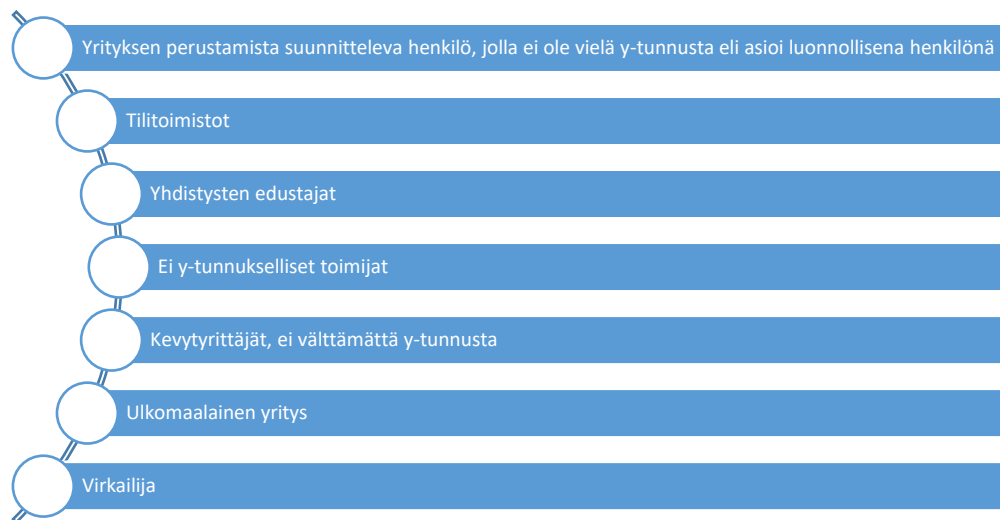 Yrityksen perustamista suunnitteleva henkilö, jolla ei ole vielä y-tunnusta eli asioi luonnollisena henkilönä
Tilitoimistot
Yhdistysten edustajat
Ei y-tunnukselliset toimijat
Kevytyrittäjät, ei välttämättä y-tunnusta
Ulkomaalainen yritys
Virkailija